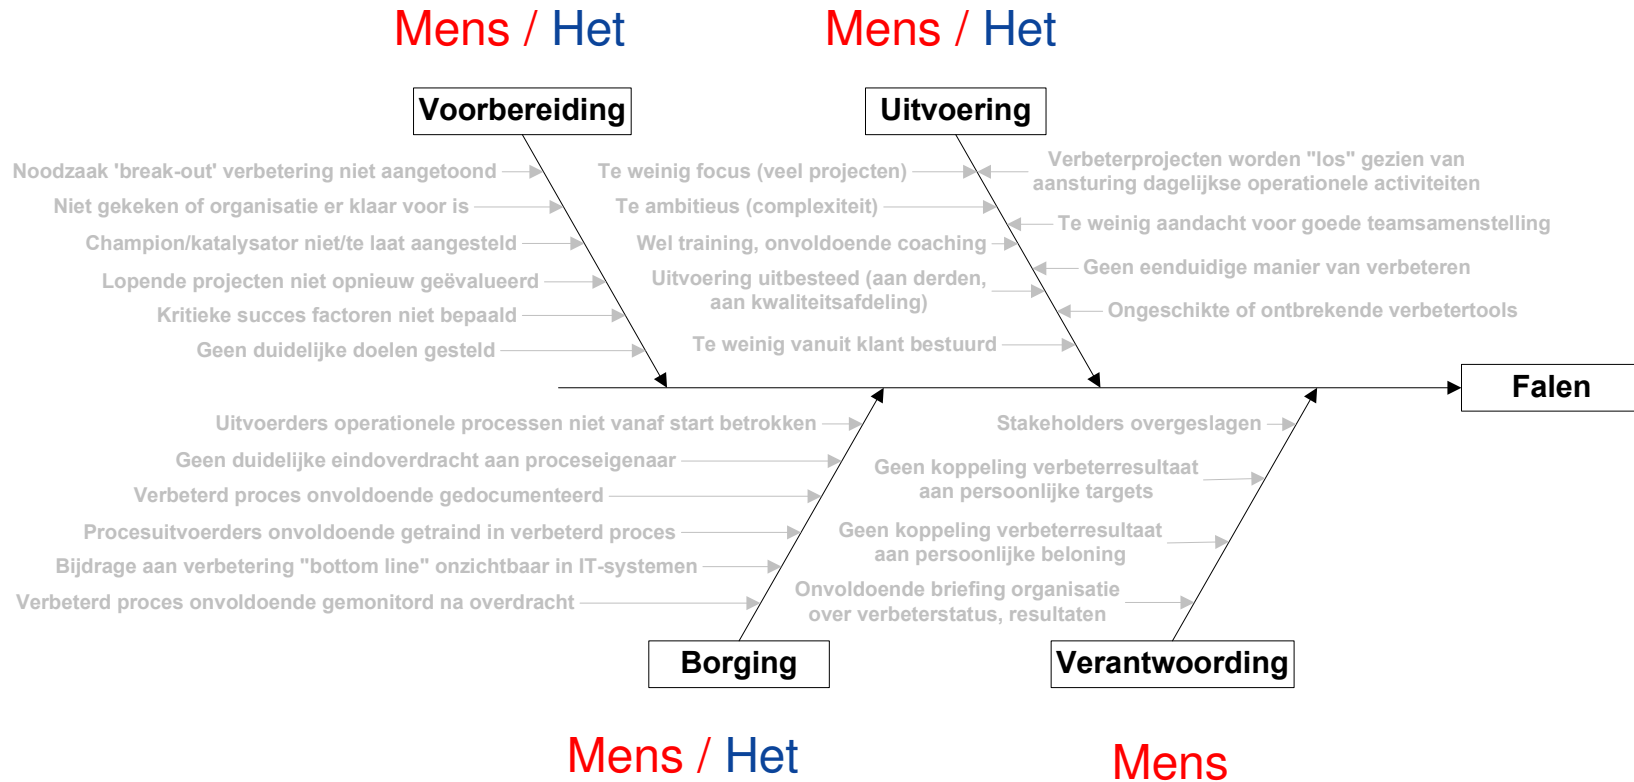 Mens / Het
Mens / Het
Voorbereiding
Uitvoering
Noodzaak 'break-out' verbetering niet aangetoond
Niet gekeken of organisatie er klaar voor is
Champion/katalysator niet/te laat aangesteld
Lopende projecten niet opnieuw geëvalueerd
Kritieke succes factoren niet bepaald
Geen duidelijke doelen gesteld
Te weinig focus (veel projecten)
Te ambitieus (complexiteit)
Wel training, onvoldoende coaching
Uitvoering uitbesteed (aan derden,
aan kwaliteitsafdeling)
Te weinig vanuit klant bestuurd
Verbeterprojecten worden "los" gezien van
aansturing dagelijkse operationele activiteiten
Te weinig aandacht voor goede teamsamenstelling
Geen eenduidige manier van verbeteren
Ongeschikte of ontbrekende verbetertools
Falen
Uitvoerders operationele processen niet vanaf start betrokken
Geen duidelijke eindoverdracht aan proceseigenaar
Verbeterd proces onvoldoende gedocumenteerd
Procesuitvoerders onvoldoende getraind in verbeterd proces
Bijdrage aan verbetering "bottom line" onzichtbaar in IT-systemen
Verbeterd proces onvoldoende gemonitord na overdracht
Stakeholders overgeslagen
Geen koppeling verbeterresultaat
aan persoonlijke targets
Geen koppeling verbeterresultaat
aan persoonlijke beloning
Onvoldoende briefing organisatie
over verbeterstatus, resultaten
Borging
Verantwoording
Mens / Het
Mens